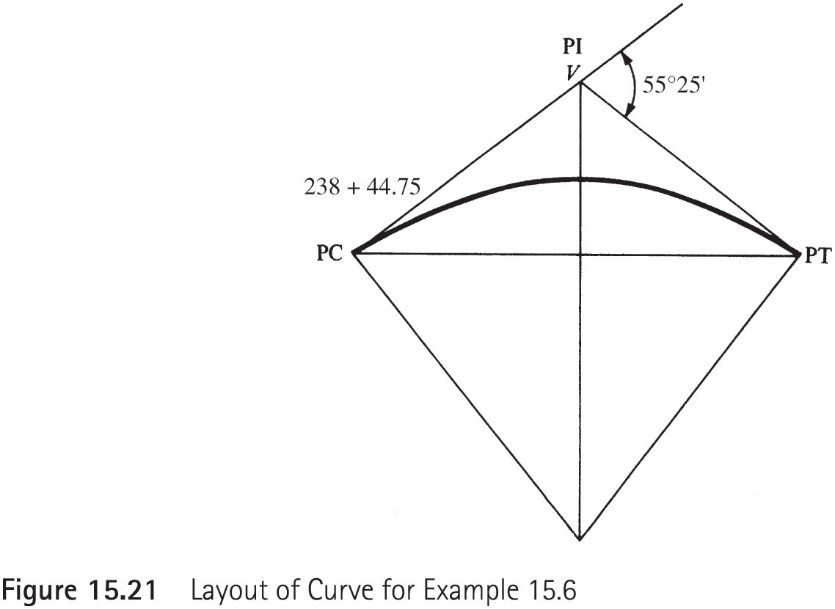 PI
V
55°25'
238 + 44.75
PC
PT
Figure 15.21 Layout of Curve for Example 15.6